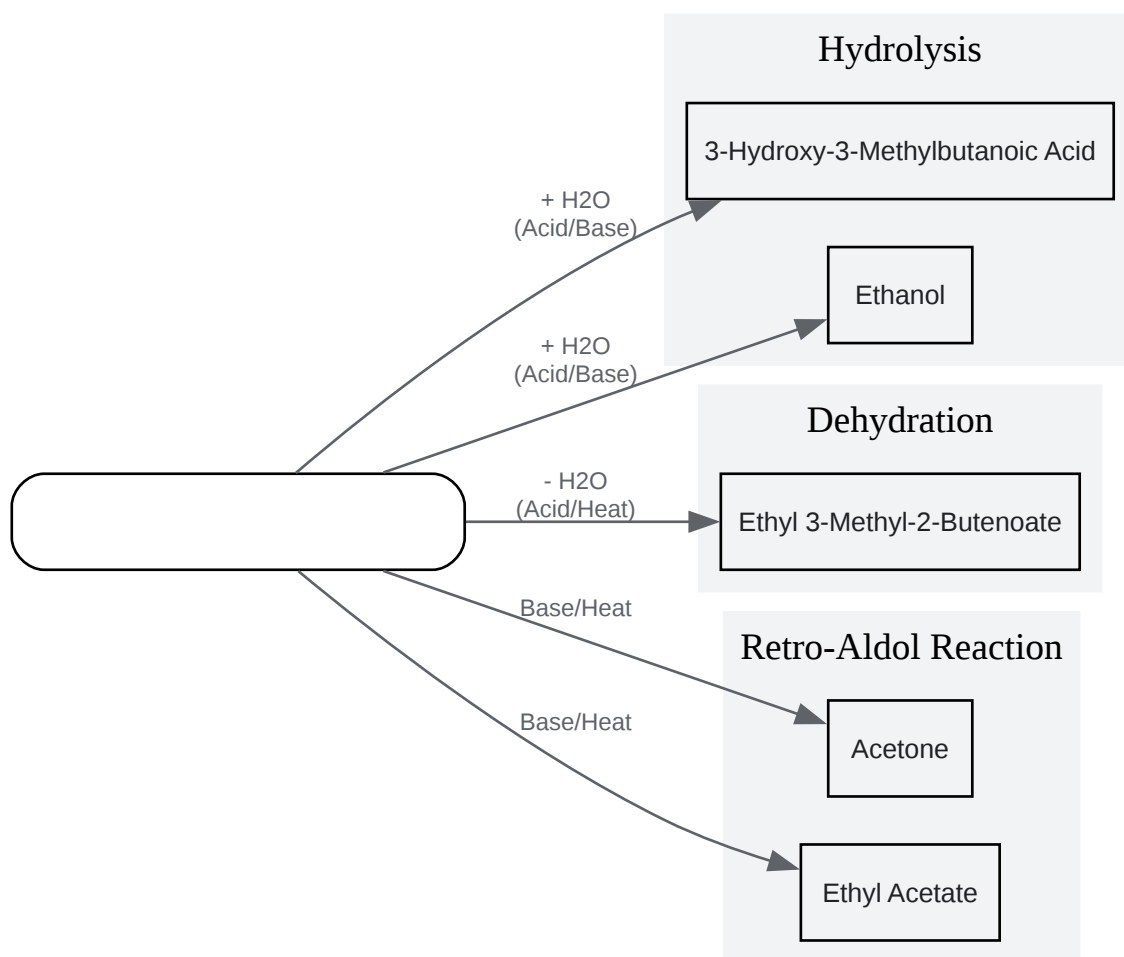 Hydrolysis
3-Hydroxy-3-Methylbutanoic Acid
+ H2O
(Acid/Base)
Ethanol
+ H2O
(Acid/Base)
Dehydration
- H2O
(Acid/Heat)
Ethyl 3-Methyl-2-Butenoate
Base/Heat
Retro-Aldol Reaction
Base/Heat
Acetone
Ethyl Acetate